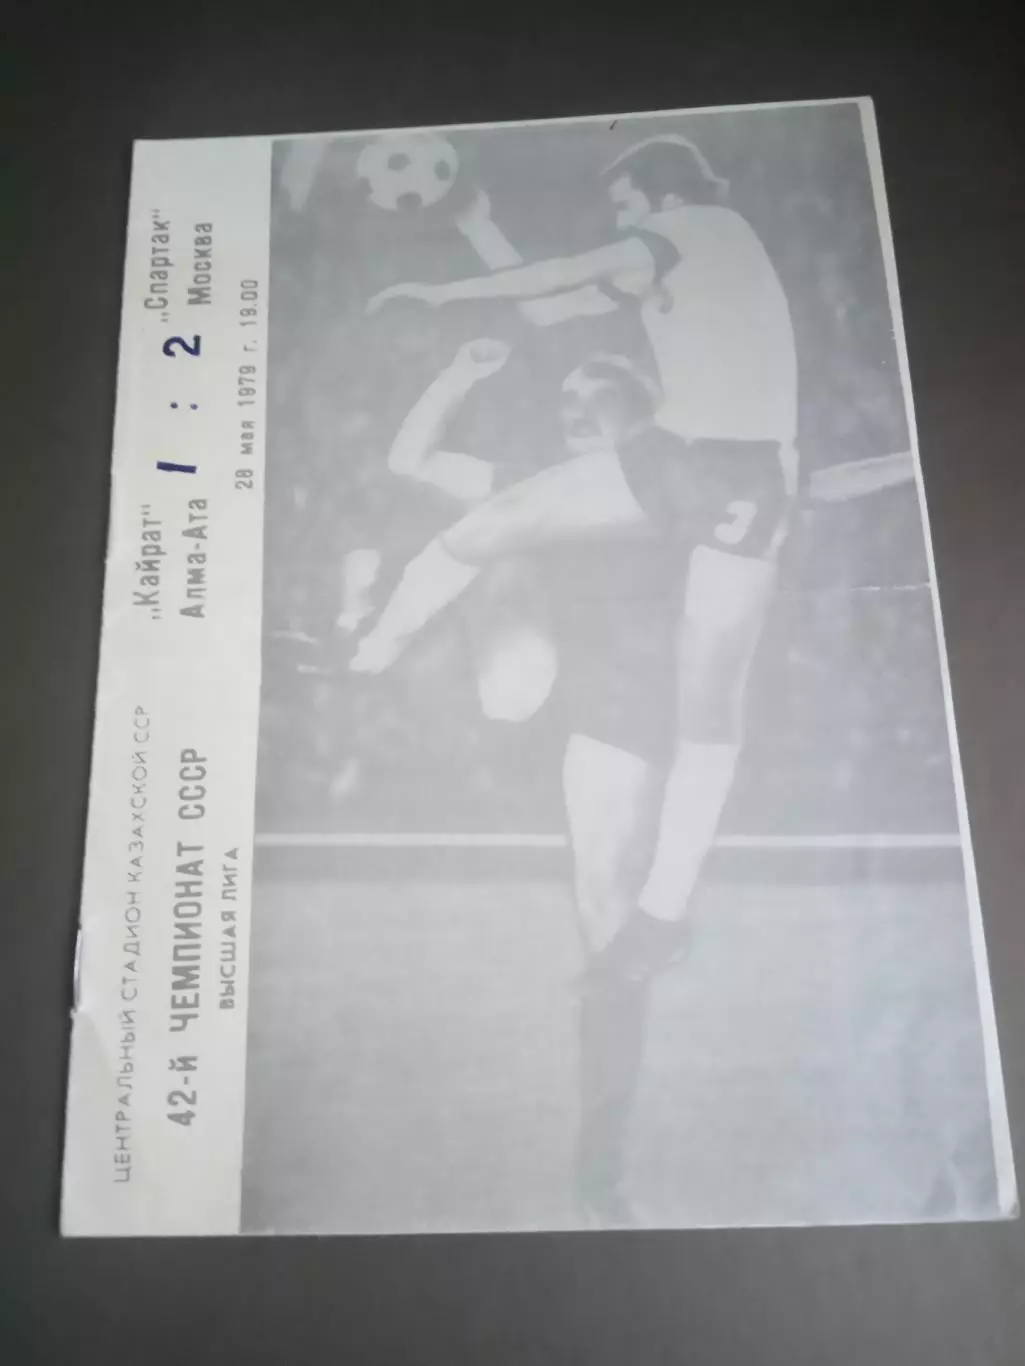 ЦЕНТРАЛЬНЫЙ СТАДИОН КАЗАХСКОЙ ССР
42-й ЧЕМПИОНАТ СССР
ВЫСШАЯ ЛИГА
„Кайрат" „Спартак"
Алма-Ата 1 : 2 Москва
28 мая 1979 г. 19.00
3